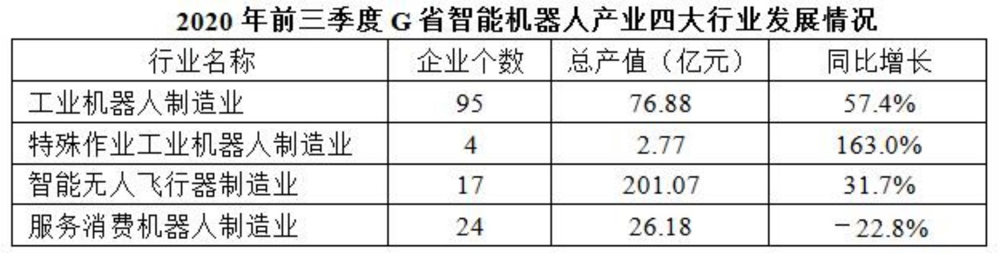 2020 年前三季度 G 省智能机器人产业四大行业发展情况
行业名称 企业个数 总产值（亿元） 同比增长
工业机器人制造业 95 76.88 57.4%
特殊作业工业机器人制造业 4 2.77 163.0%
智能无人飞行器制造业 17 201.07 31.7%
服务消费机器人制造业 24 26.18 －22.8%